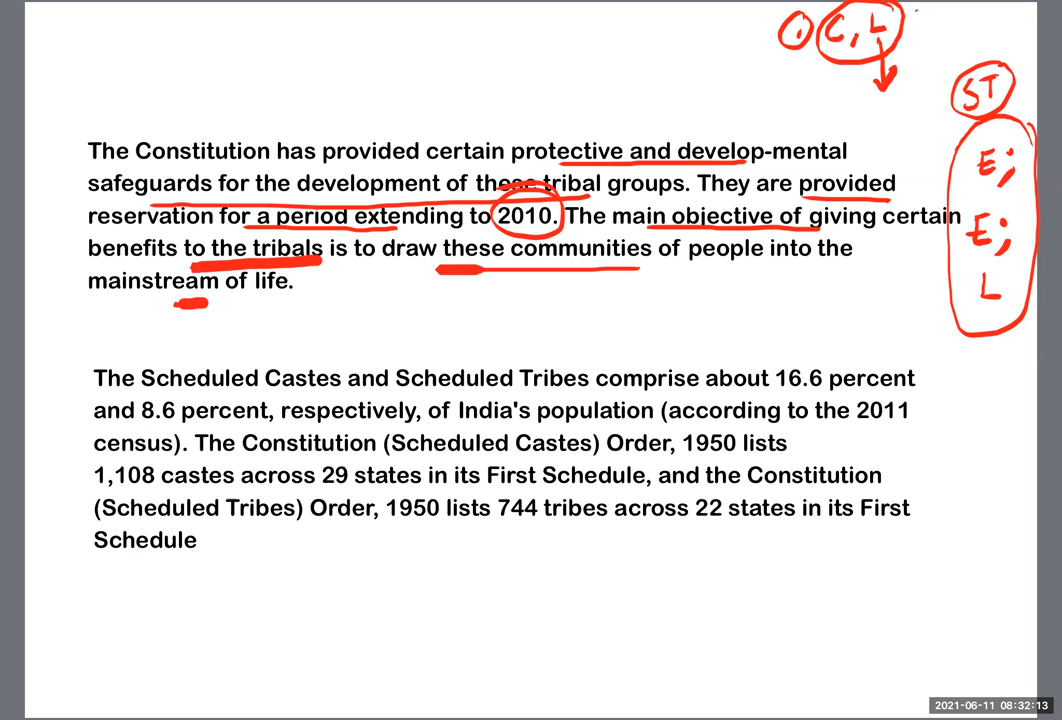 ① C, L
ST
E;
E;
L
The Constitution has provided certain protective and develop-mental
safeguards for the development of these tribal groups. They are provided
reservation for a period extending to 2010. The main objective of giving certain
benefits to the tribals is to draw these communities of people into the
mainstream of life.
The Scheduled Castes and Scheduled Tribes comprise about 16.6 percent
and 8.6 percent, respectively, of India's population (according to the 2011
census). The Constitution (Scheduled Castes) Order, 1950 lists
1,108 castes across 29 states in its First Schedule, and the Constitution
(Scheduled Tribes) Order, 1950 lists 744 tribes across 22 states in its First
Schedule
2021-06-11 08:32:13